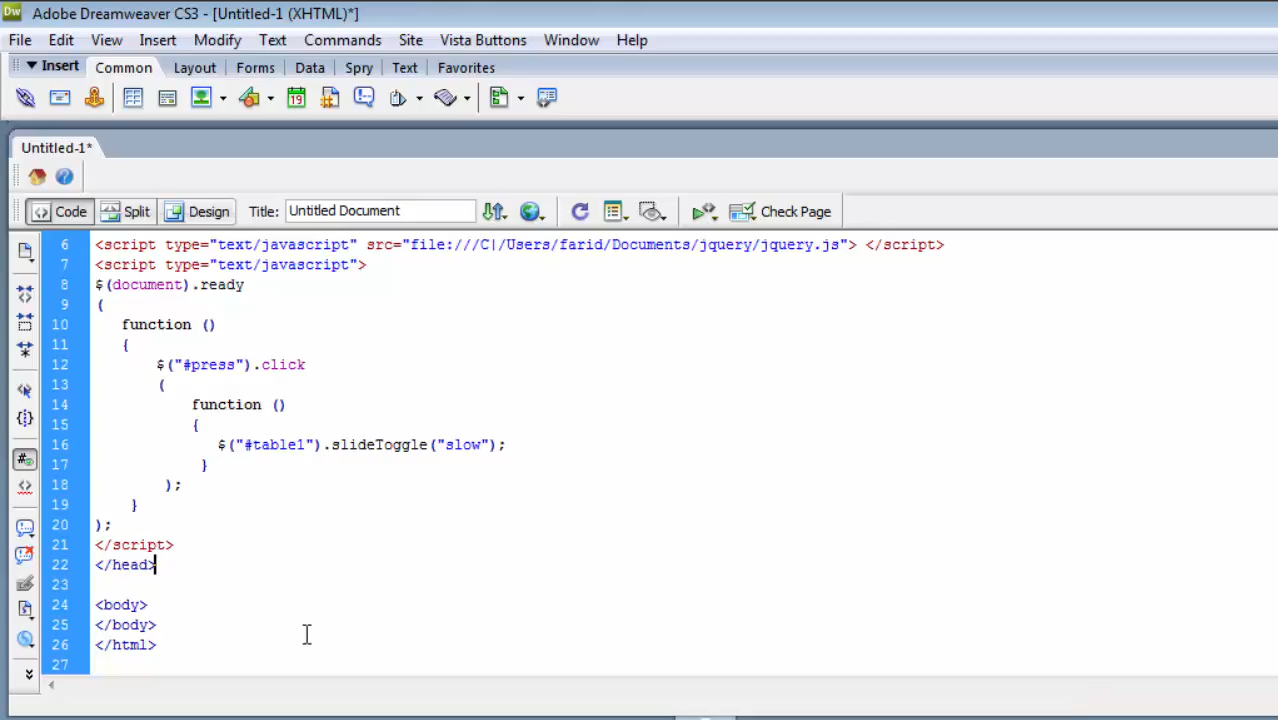 Dw Adobe Dreamweaver CS3 - [Untitled-1 (XHTML)*]
File Edit View Insert Modify Text Commands Site Vista Buttons Window Help
Insert Common Layout Forms Data Spry Text Favorites
19
Untitled-1*
Code Split Design Title: Untitled Document Check Page
6 <script type="text/javascript" src="file:///C|/Users/farid/Documents/jquery/jquery.js"> </script>
7 <script type="text/javascript">
8 $(document).ready
9 (
10 function ()
11 {
12 $("#press").click
13 (
14 function ()
15 {
16 $("#table1").slideToggle("slow");
17 }
18 );
19 }
20 );
21 </script>
22 </head>
23
24 <body>
25 </body>
26 </html>
27